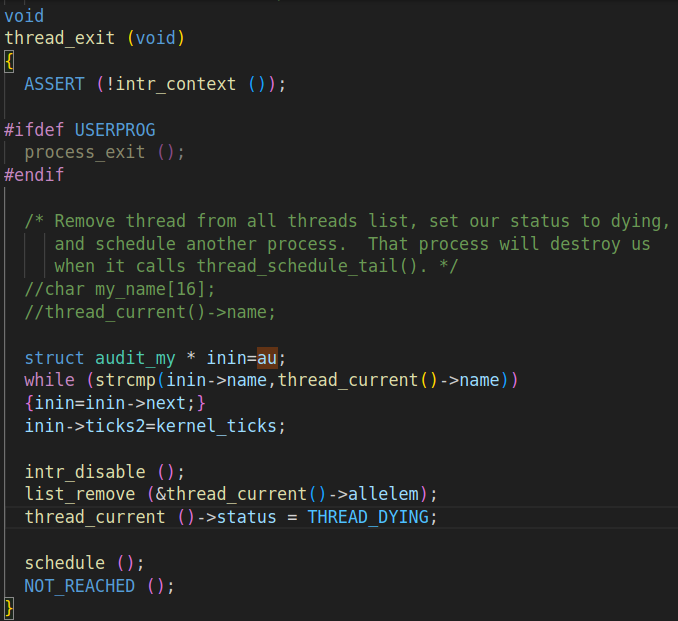 void
thread_exit (void)
{
  ASSERT (!intr_context ());
#ifdef USERPROG
  process_exit ();
#endif
  /* Remove thread from all threads list, set our status to dying,
     and schedule another process.  That process will destroy us
     when it calls thread_schedule_tail(). */
  //char my_name[16];
  //thread_current()->name;
  struct audit_my * inin=au;
  while (strcmp(inin->name,thread_current()->name))
  {inin=inin->next;}
  inin->ticks2=kernel_ticks;
  intr_disable ();
  list_remove (&thread_current()->allelem);
  thread_current ()->status = THREAD_DYING;
  schedule ();
  NOT_REACHED ();
}